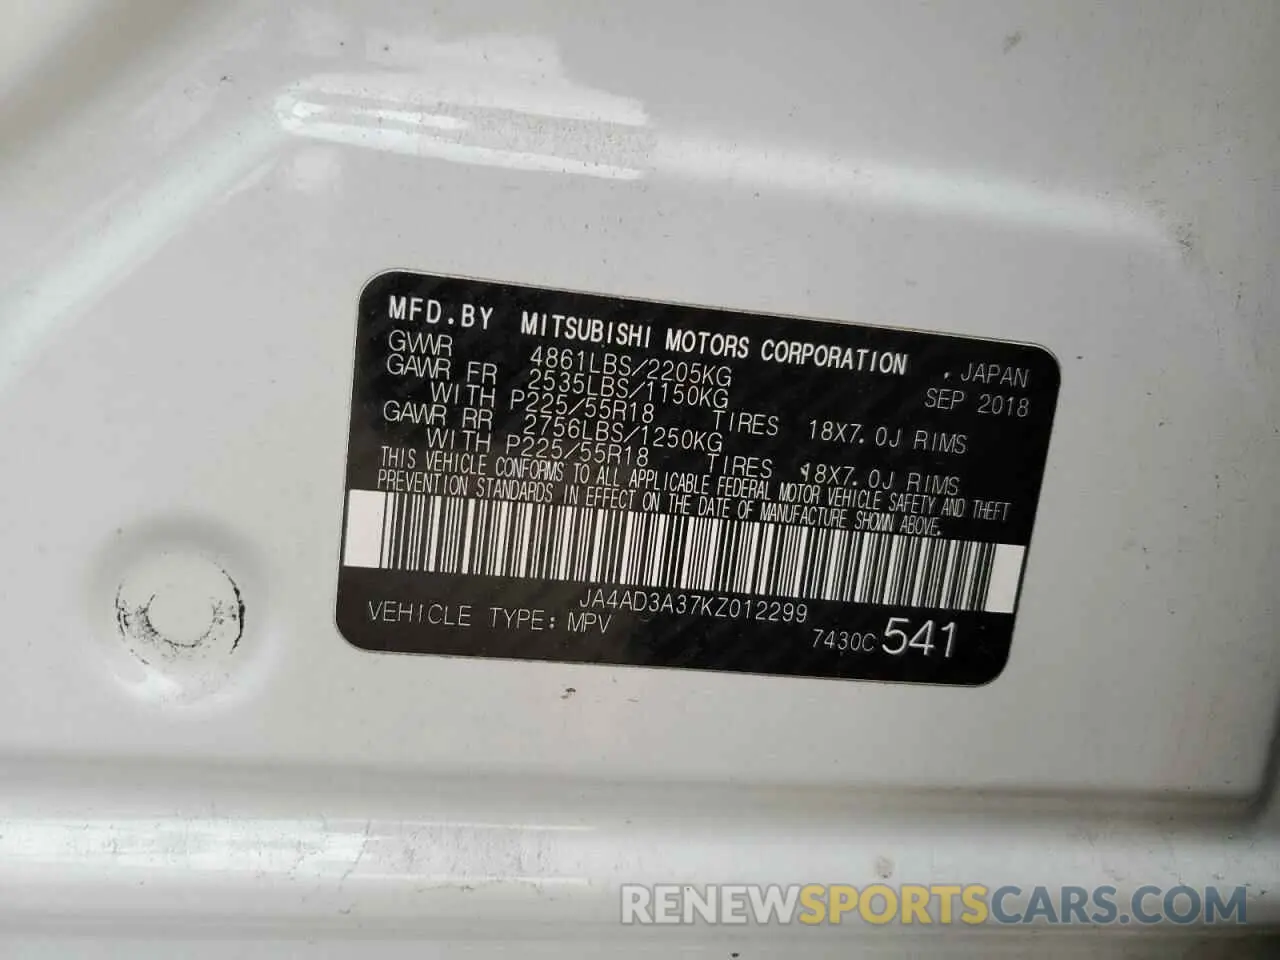 MFD.BY MITSUBISHI MOTORS CORPORATION . JAPAN
GVWR 4861LBS/2205KG SEP 2018
GAWR FR 2535LBS/1150KG
WITH P225/55R18 TIRES 18X7.0J RIMS
GAWR RR 2756LBS/1250KG
WITH P225/55R18 TIRES 18X7.0J RIMS
THIS VEHICLE CONFORMS TO ALL APPLICABLE FEDERAL MOTOR VEHICLE SAFETY AND THEFT
PREVENTION STANDARDS IN EFFECT ON THE DATE OF MANUFACTURE SHOWN ABOVE.
JA4AD3A37KZ012299
VEHICLE TYPE: MPV 7430C 541
RENEWSPORTSCARS.COM